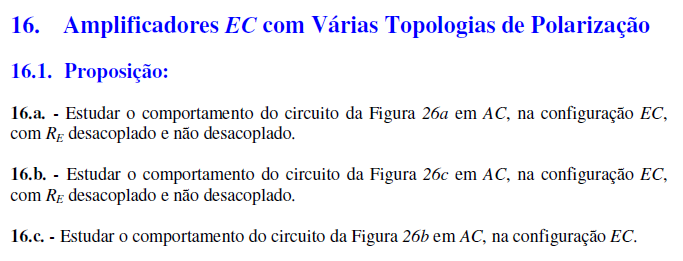 16. Amplificadores EC com Várias Topologias de Polarização
16.1. Proposição:
16.a. - Estudar o comportamento do circuito da Figura 26a em AC, na configuração EC,
com RE desacoplado e não desacoplado.
16.b. - Estudar o comportamento do circuito da Figura 26c em AC, na configuração EC,
com RE desacoplado e não desacoplado.
16.c. - Estudar o comportamento do circuito da Figura 26b em AC, na configuração EC.